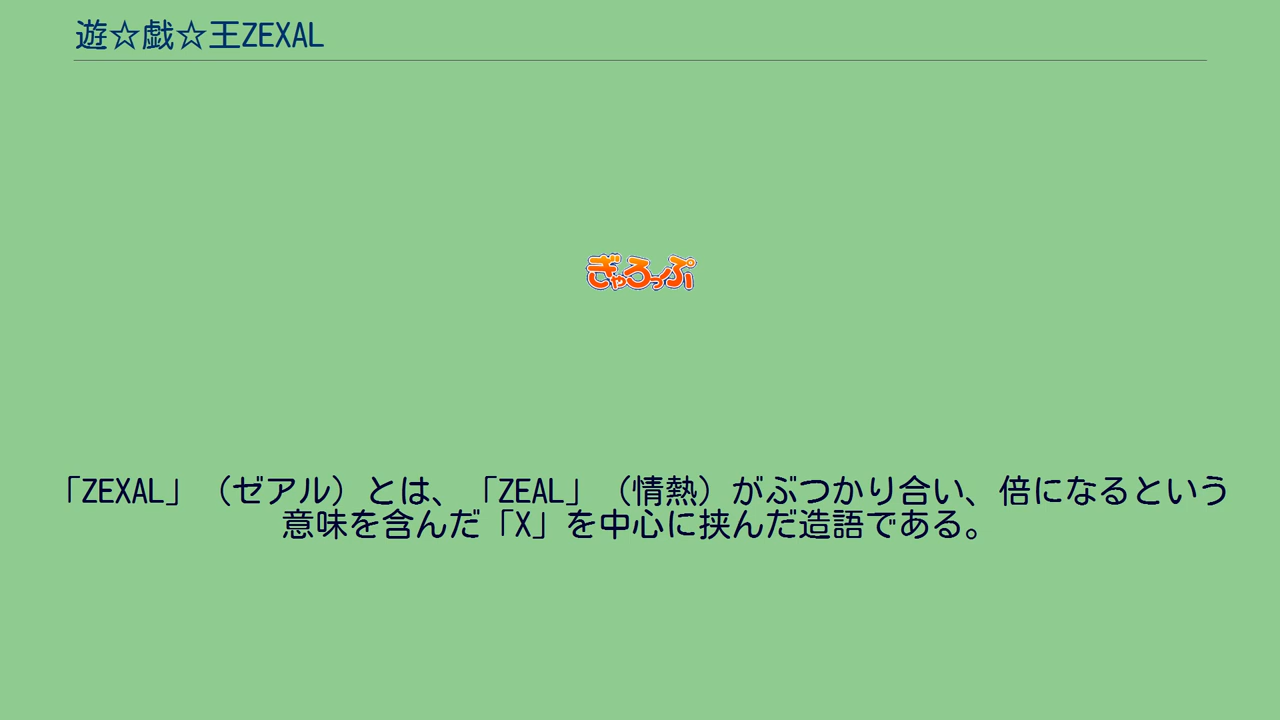 遊☆戯☆王ZEXAL
ぎゃろっぷ
「ZEXAL」（ゼアル）とは、「ZEAL」（情熱）がぶつかり合い、倍になるという
意味を含んだ「X」を中心に挟んだ造語である。